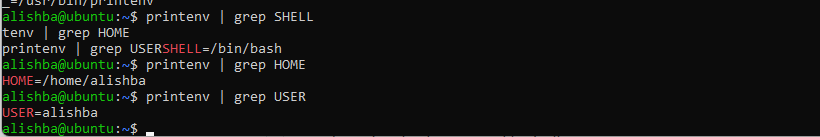 _=/usr/bin/printenv
alishba@ubuntu:~$ printenv | grep SHELL
tenv | grep HOME
printenv | grep USERSHELL=/bin/bash
alishba@ubuntu:~$ printenv | grep HOME
HOME=/home/alishba
alishba@ubuntu:~$ printenv | grep USER
USER=alishba
alishba@ubuntu:~$